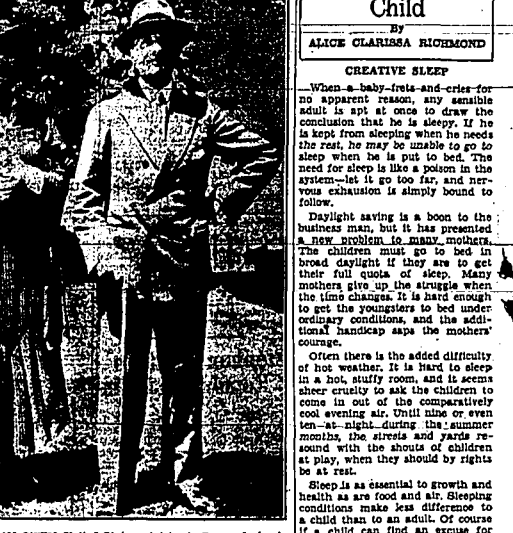 Child
By
ALICE CLARISSA RICHMOND
CREATIVE SLEEP
When a baby frets and cries for
no apparent reason, any sensible
adult is apt at once to draw the
conclusion that he is sleepy. If he
is kept from sleeping when he needs
the rest, he may be unable to go to
sleep when he is put to bed. The
need for sleep is like a poison in the
system—let it go too far, and ner-
vous exhausion is simply bound to
follow.
Daylight saving is a boon to the
business man, but it has presented
a new problem to many mothers.
The children must go to bed in
broad daylight if they are to get
their full quota of sleep. Many
mothers give up the struggle when
the time changes. It is hard enough
to get the youngsters to bed under
ordinary conditions, and the addi-
tional handicap saps the mothers'
courage.
Often there is the added difficulty
of hot weather. It is hard to sleep
in a hot, stuffy room, and it seems
sheer cruelty to ask the children to
come in out of the comparatively
cool evening air. Until nine or even
ten—at night—during the summer
months, the streets and yards re-
sound with the shouts of children
at play, when they should by rights
be at rest.
Sleep is as essential to growth and
health as are food and air. Sleeping
conditions make less difference to
a child than to an adult. Of course
if a child can find an excuse for